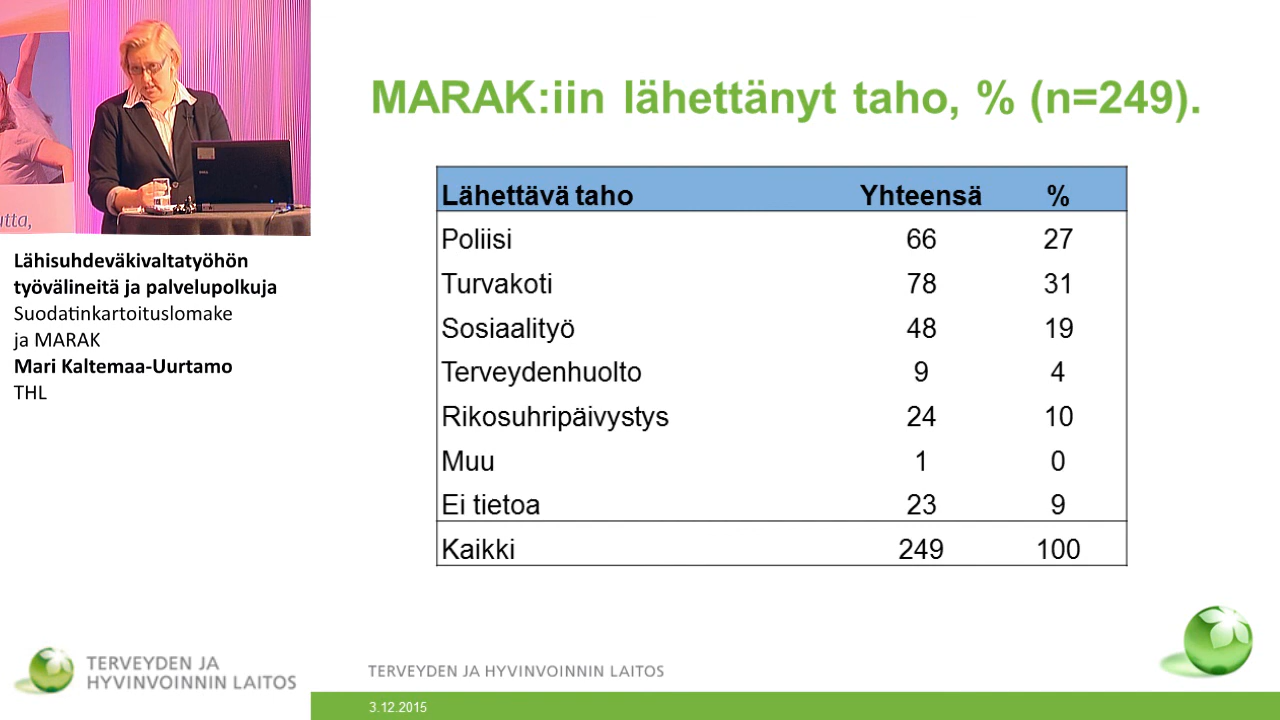 utta,
Lähisuhdeväkivaltatyöhön
työvälineitä ja palvelupolkuja
Suodatinkartoituslomake
ja MARAK
Mari Kaltemaa-Uurtamo
THL
TERVEYDEN JA
HYVINVOINNIN LAITOS
MARAK:iin lähettänyt taho, % (n=249).
Lähettävä taho Yhteensä %
Poliisi 66 27
Turvakoti 78 31
Sosiaalityö 48 19
Terveydenhuolto 9 4
Rikosuhripäivystys 24 10
Muu 1 0
Ei tietoa 23 9
Kaikki 249 100
TERVEYDEN JA HYVINVOINNIN LAITOS
3.12.2015